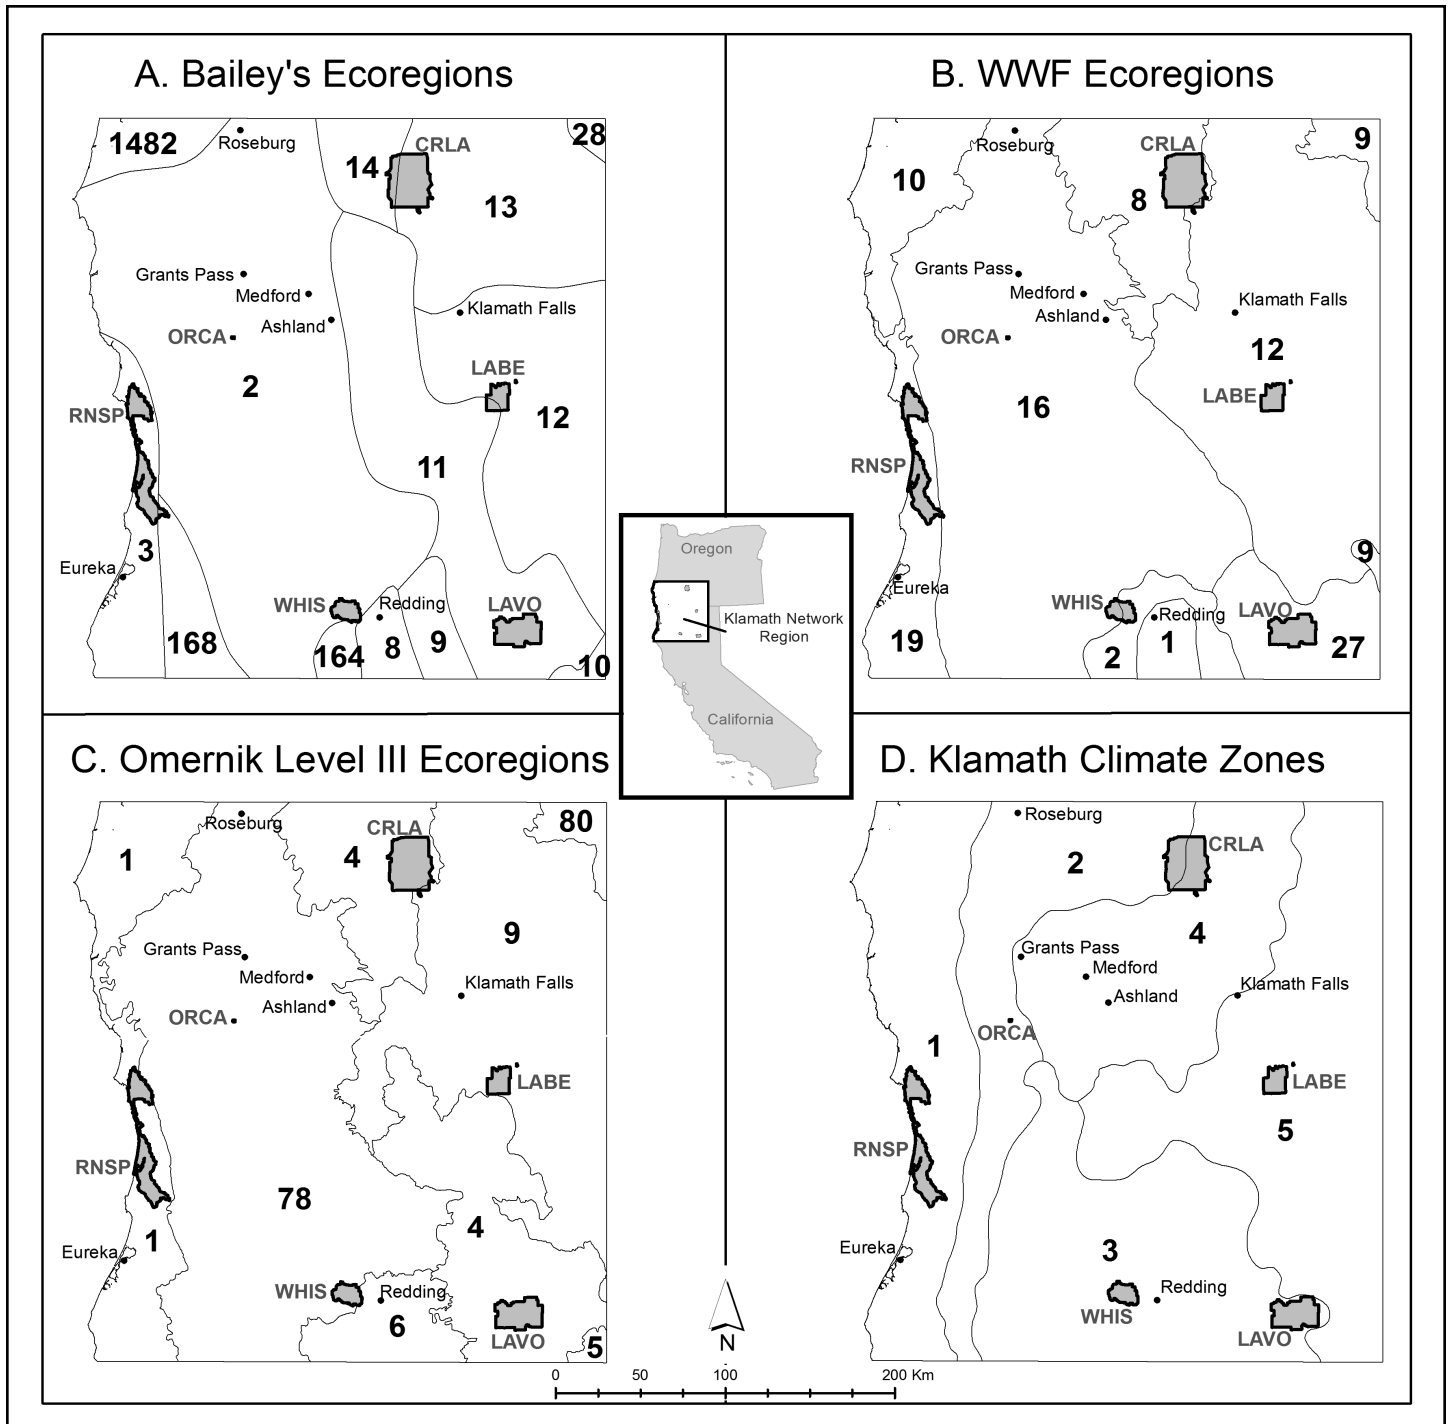 A. Bailey's Ecoregions
1482
Roseburg
14
CRLA
28
13
Grants Pass
Medford
Ashland
Klamath Falls
ORCA
LABE
2
RNSP
12
11
3
Eureka
WHIS
Redding
LAVO
168
164
8
9
10
B. WWF Ecoregions
9
Roseburg
CRLA
10
8
Grants Pass
Medford
Klamath Falls
Ashland
ORCA
12
LABE
16
RNSP
9
Eureka
WHIS
Redding
LAVO
19
2
1
27
Oregon
Klamath Network
Region
California
C. Omernik Level III Ecoregions
1
Roseburg
CRLA
80
4
9
Grants Pass
Medford
Klamath Falls
Ashland
ORCA
LABE
RNSP
78
4
1
Eureka
WHIS
Redding
6
LAVO
5
D. Klamath Climate Zones
Roseburg
CRLA
2
4
Grants Pass
Medford
Klamath Falls
Ashland
ORCA
1
LABE
5
RNSP
Eureka
3
Redding
WHIS
LAVO
N
0 50 100 200 Km